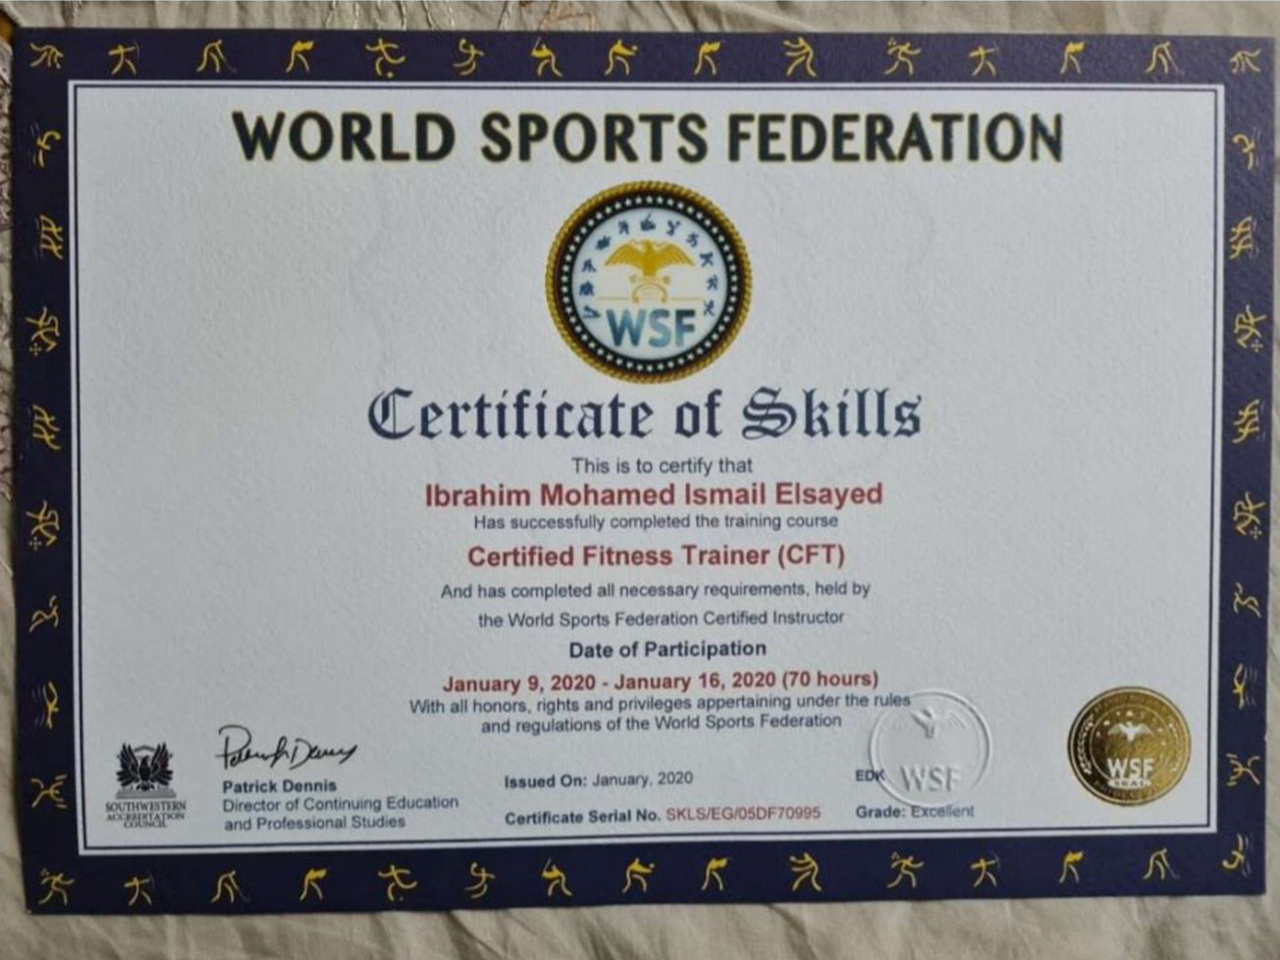 WORLD SPORTS FEDERATION
WSF
Certificate of Skills
This is to certify that
Ibrahim Mohamed Ismail Elsayed
Has successfully completed the training course
Certified Fitness Trainer (CFT)
And has completed all necessary requirements, held by
the World Sports Federation Certified Instructor
Date of Participation
January 9, 2020 - January 16, 2020 (70 hours)
With all honors, rights and privileges appertaining under the rules
and regulations of the World Sports Federation
SOUTHWESTERN
ACCREDITATION
COUNCIL
Patrick Dennis
Director of Continuing Education
and Professional Studies
Issued On: January, 2020
Certificate Serial No. SKLS/EG/05DF70995
EDK
WSF
Grade: Excellent
WSF